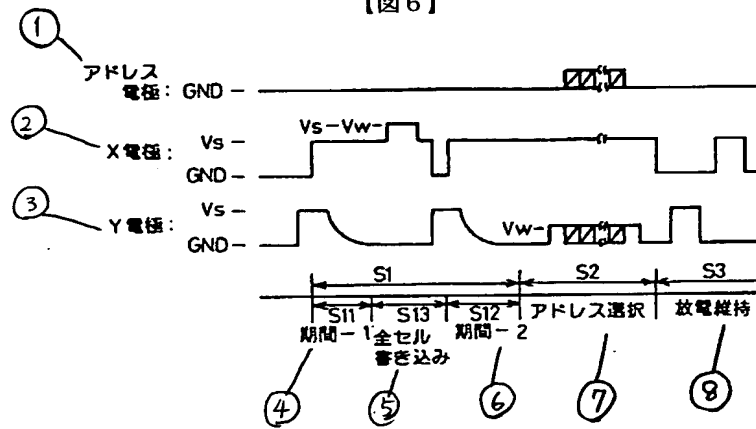 【図6】
①
アドレス
電極: GND
②
Vs-Vw
Vs
X電極:
GND
③
Vs
Y電極:
Vw
GND
S1 S2 S3
S11 S13 S12 アドレス選択 放電維持
期間-1 全セル 期間-2
書き込み
④ ⑤ ⑥ ⑦ ⑧